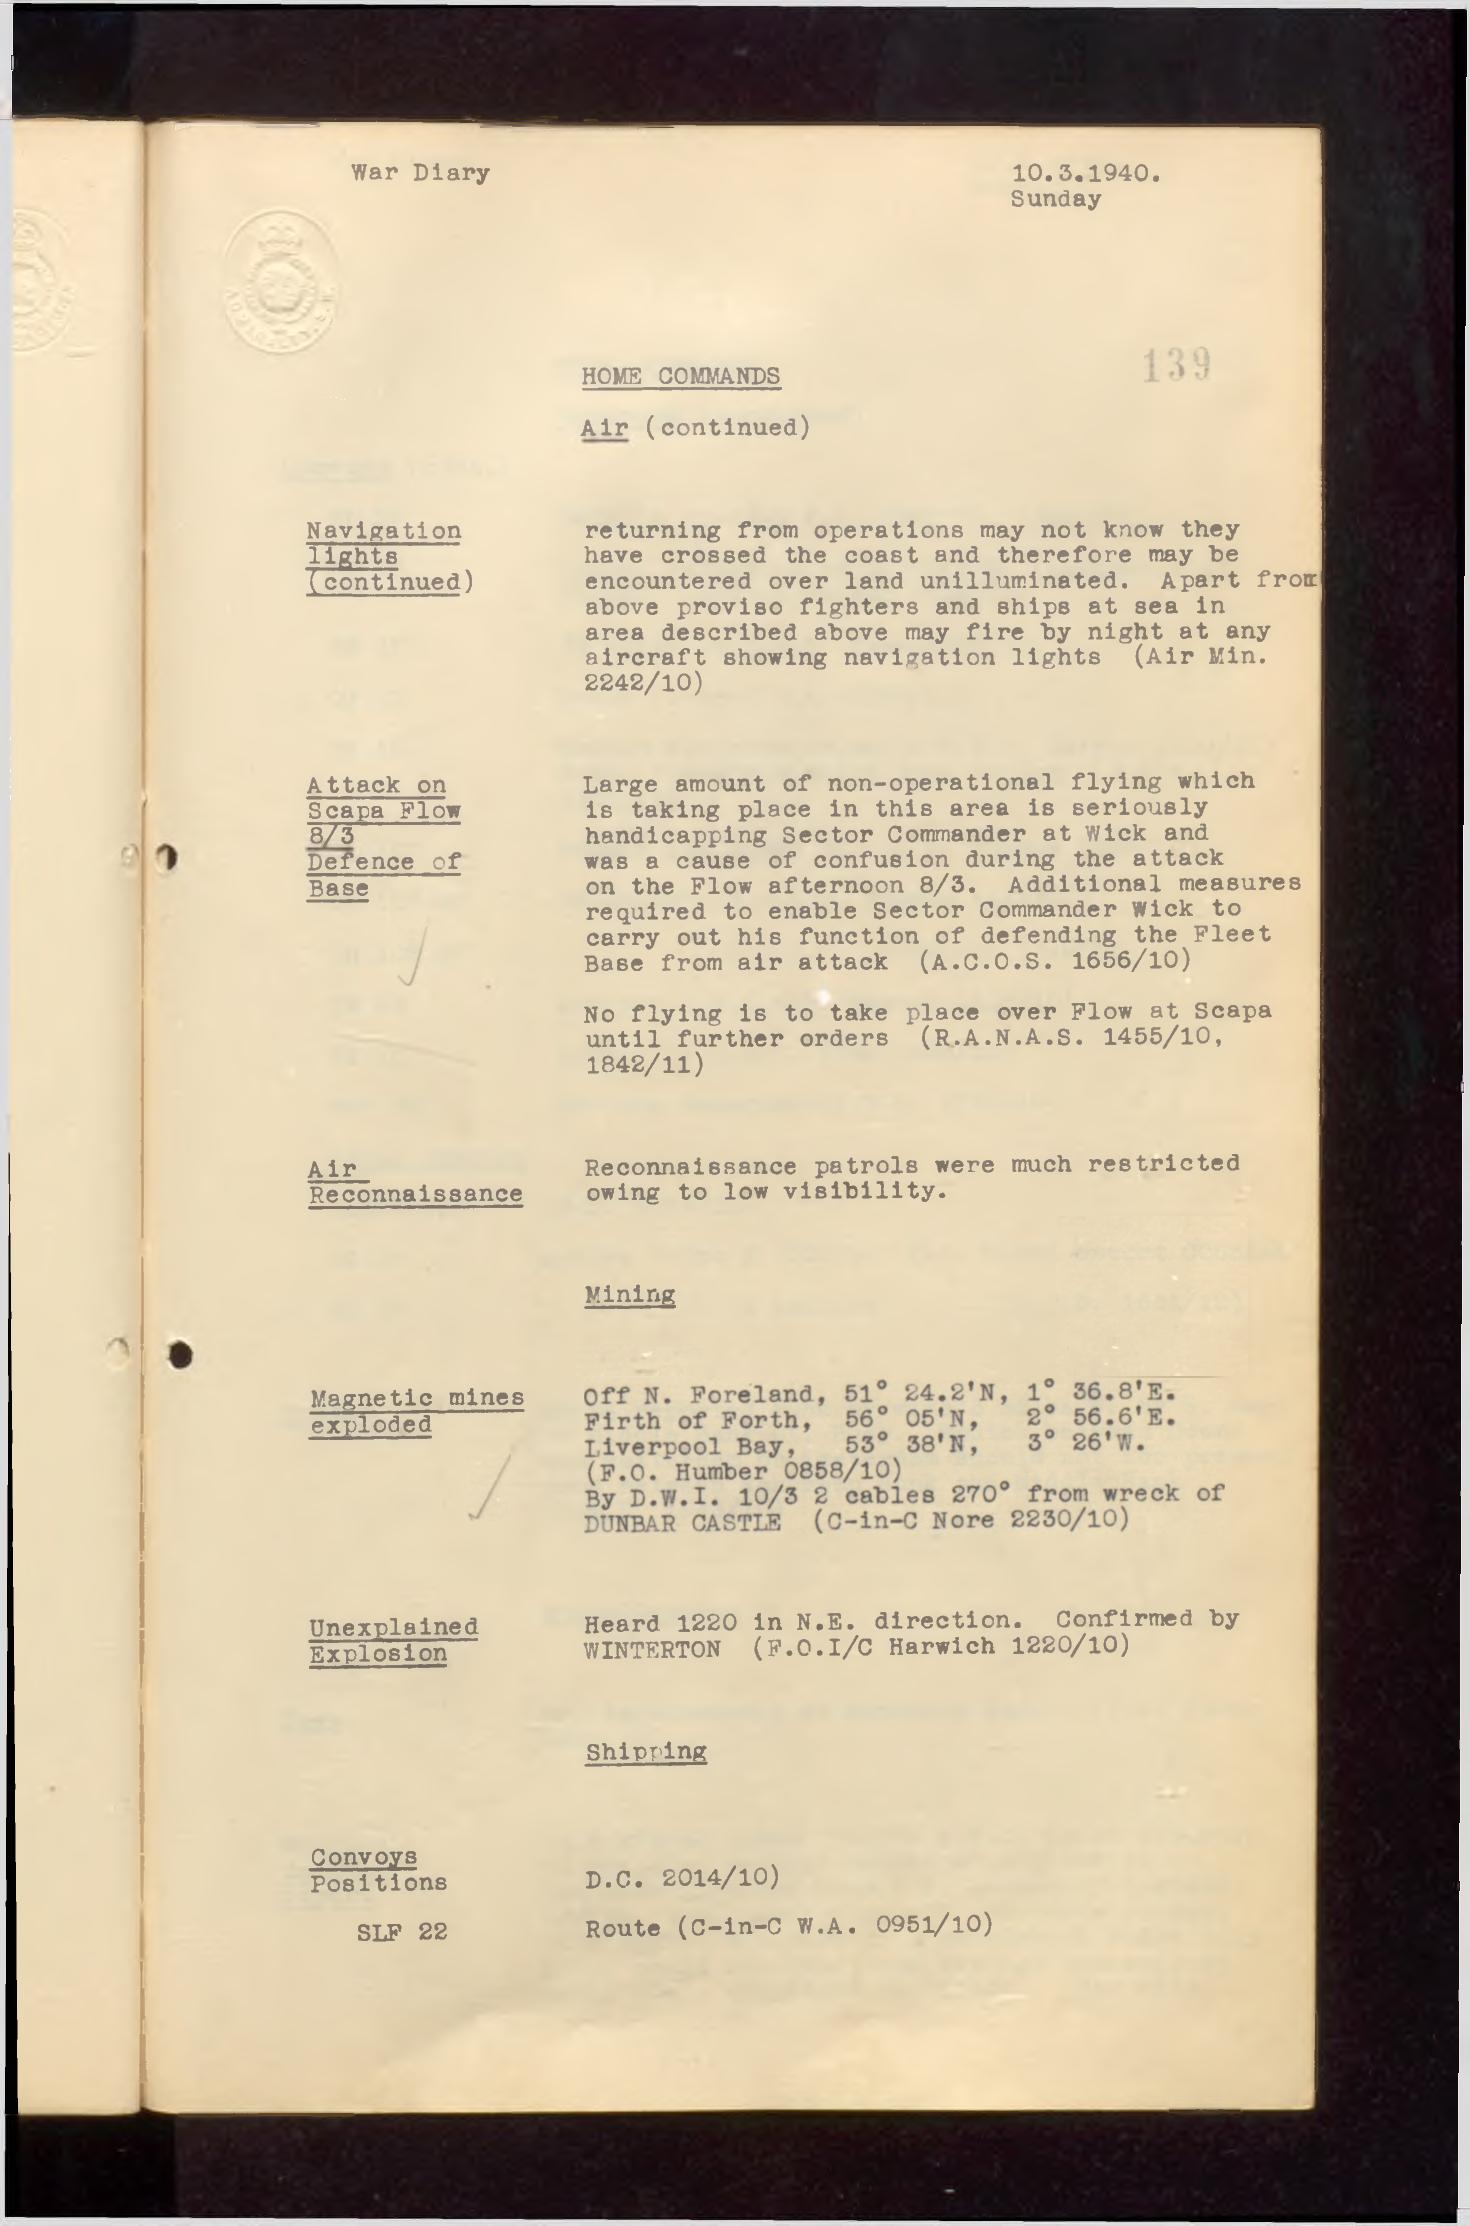 War Diary
10.3.1940.
Sunday
139
HOME COMMANDS
Air (continued)
Navigation
lights
(continued)
returning from operations may not know they
have crossed the coast and therefore may be
encountered over land unilluminated.  Apart from
above proviso fighters and ships at sea in
area described above may fire by night at any
aircraft showing navigation lights  (Air Min.
2242/10)
Attack on
Scapa Flow
8/3
Defence of
Base
Large amount of non-operational flying which
is taking place in this area is seriously
handicapping Sector Commander at Wick and
was a cause of confusion during the attack
on the Flow afternoon 8/3.  Additional measures
required to enable Sector Commander Wick to
carry out his function of defending the Fleet
Base from air attack  (A.C.O.S. 1656/10)
No flying is to take place over Flow at Scapa
until further orders  (R.A.N.A.S. 1455/10,
1842/11)
Air
Reconnaissance
Reconnaissance patrols were much restricted
owing to low visibility.
Mining
Magnetic mines
exploded
Off N. Foreland, 51° 24.2'N, 1° 36.8'E.
Firth of Forth,  56° 05'N,   2° 56.6'E.
Liverpool Bay,   53° 38'N,   3° 26'W.
(F.O. Humber 0858/10)
By D.W.I. 10/3 2 cables 270° from wreck of
DUNBAR CASTLE  (C-in-C Nore 2230/10)
Unexplained
Explosion
Heard 1220 in N.E. direction.  Confirmed by
WINTERTON  (F.O.I/C Harwich 1220/10)
Shipping
Convoys
Positions
D.C. 2014/10)
SLF 22
Route (C-in-C W.A. 0951/10)